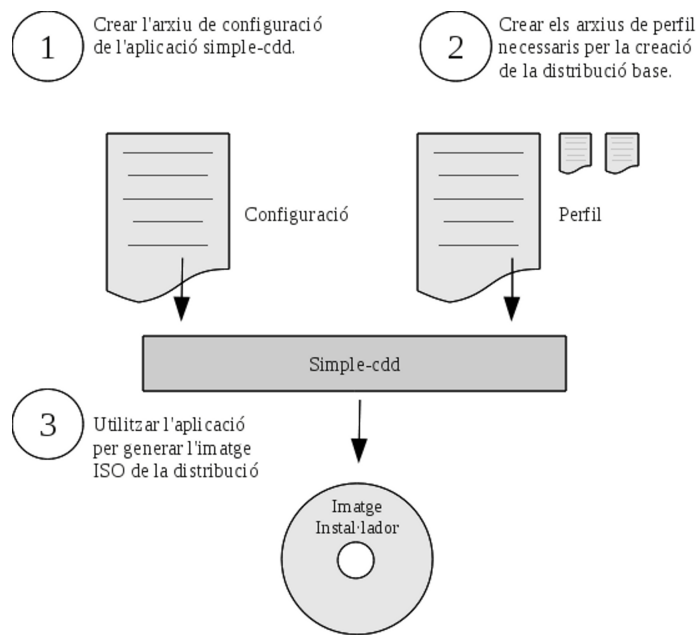 1
Crear l'arxiu de configuració
de l'aplicació simple-cdd.
2
Crear els arxius de perfil
necessaris per la creació
de la distribució base.
Configuració
Perfil
Simple-cdd
3
Utilitzar l'aplicació
per generar l'imatge
ISO de la distribució
Imatge
Instal·lador